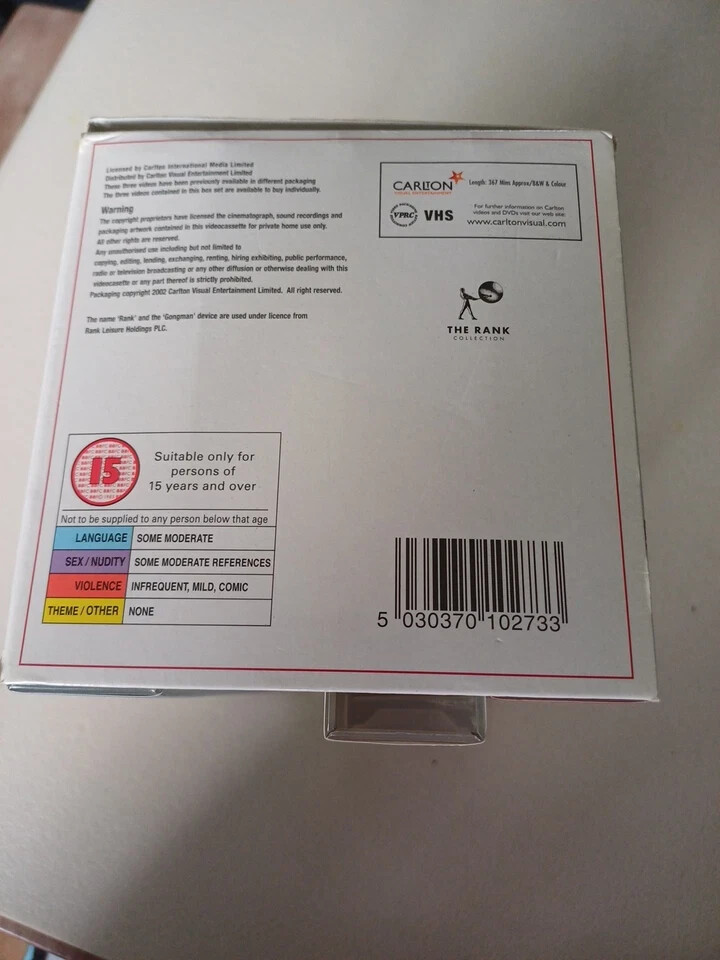 Licensed by Carlton International Media Limited
Distributed by Carlton Visual Entertainment Limited
These three videos have been previously available in different packaging
The three videos contained in this box set are available to buy individually.
Warning
The copyright proprietors have licensed the cinematograph, sound recordings and
packaging artwork contained in this videocassette for private home use only.
All other rights are reserved.
Any unauthorised use including but not limited to
copying, editing, lending, exchanging, renting, hiring exhibiting, public performance,
radio or television broadcasting or any other diffusion or otherwise dealing with this
videocassette or any part thereof is strictly prohibited.
Packaging copyright 2002 Carlton Visual Entertainment Limited. All right reserved.
The name 'Rank' and the 'Gongman' device are used under licence from
Rank Leisure Holdings PLC.
CARLTON
VISUAL ENTERTAINMENT
Length: 367 Mins Approx/B&W & Colour
VPRC
VHS
For further information on Carlton
videos and DVDs visit our web site
www.carltonvisual.com
THE RANK
COLLECTION
15
Suitable only for
persons of
15 years and over
Not to be supplied to any person below that age
LANGUAGE SOME MODERATE
SEX / NUDITY SOME MODERATE REFERENCES
VIOLENCE INFREQUENT, MILD, COMIC
THEME / OTHER NONE
5 030370 102733